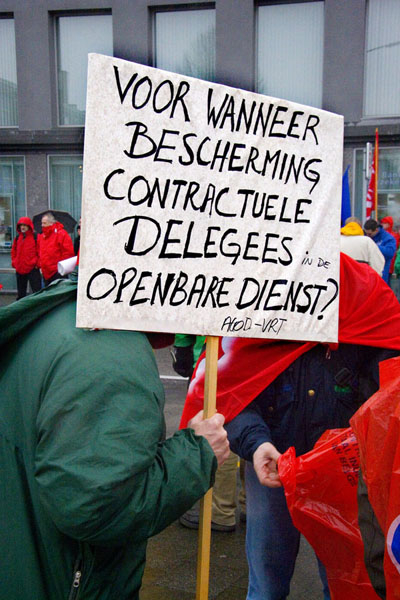 VOOR WANNEER
BESCHERMING
CONTRACTUELE
DELEGEES IN DE
OPENBARE DIENST?
ACOD-VRT